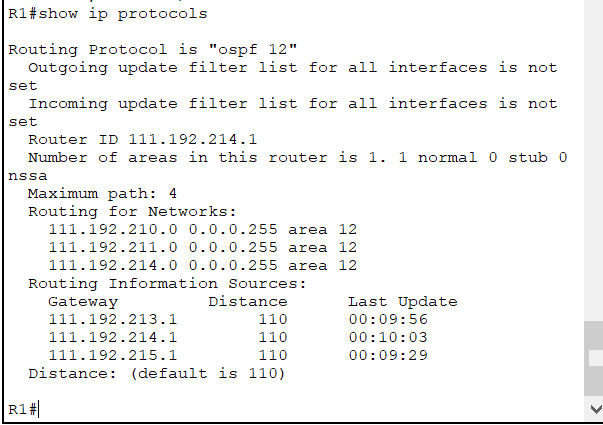 R1#show ip protocols
Routing Protocol is "ospf 12"
Outgoing update filter list for all interfaces is not
set
Incoming update filter list for all interfaces is not
set
Router ID 111.192.214.1
Number of areas in this router is 1. 1 normal 0 stub 0
nssa
Maximum path: 4
Routing for Networks:
111.192.210.0 0.0.0.255 area 12
111.192.211.0 0.0.0.255 area 12
111.192.214.0 0.0.0.255 area 12
Routing Information Sources:
Gateway Distance Last Update
111.192.213.1 110 00:09:56
111.192.214.1 110 00:10:03
111.192.215.1 110 00:09:29
Distance: (default is 110)
R1#